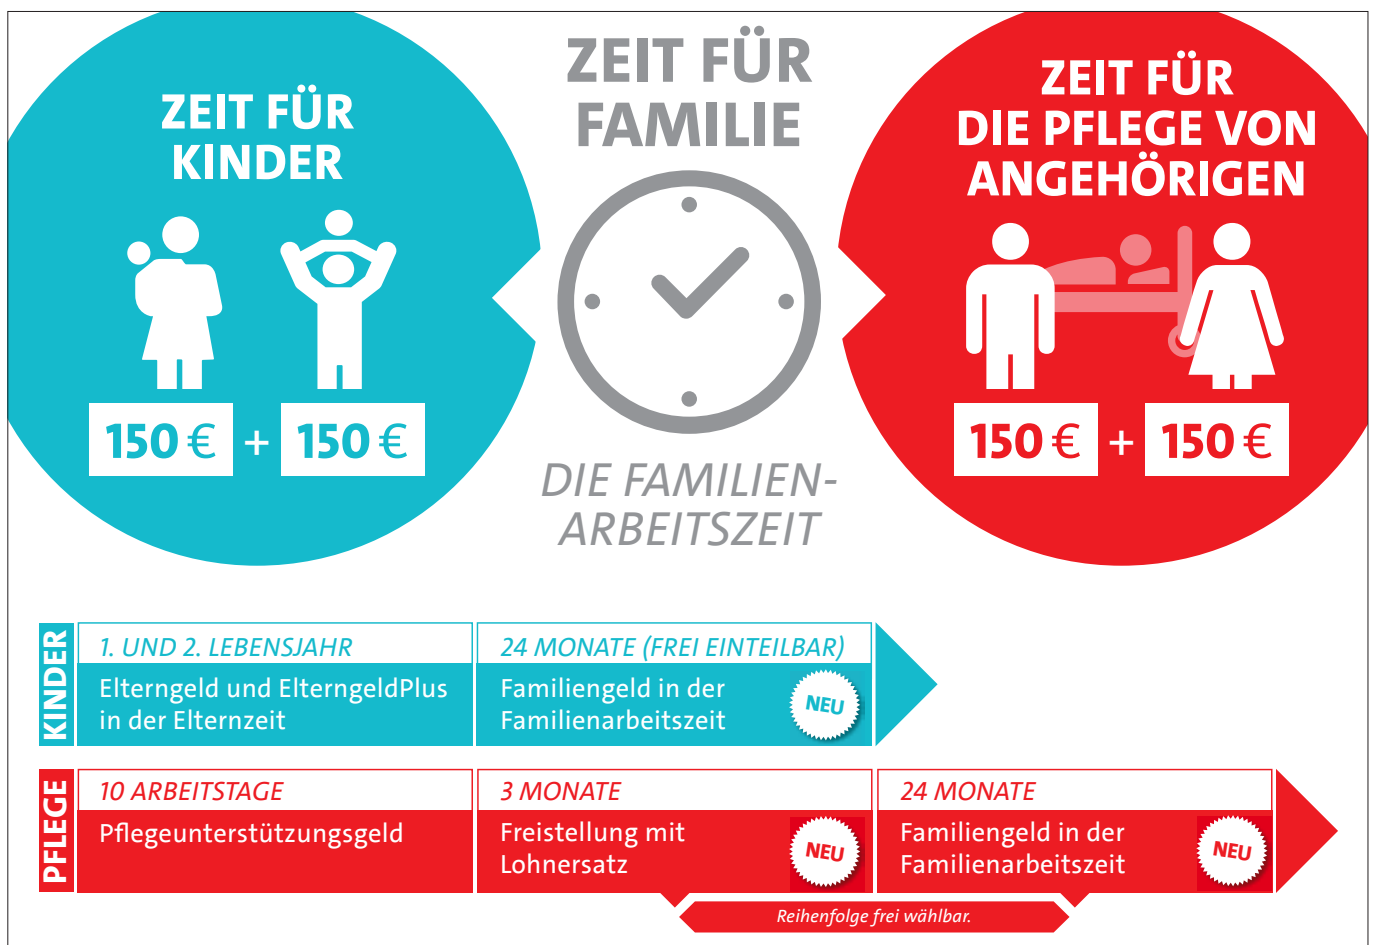 ZEIT FÜR
KINDER
150 € + 150 €
ZEIT FÜR
FAMILIE
DIE FAMILIEN-
ARBEITSZEIT
ZEIT FÜR
DIE PFLEGE VON
ANGEHÖRIGEN
150 € + 150 €
KINDER
1. UND 2. LEBENSJAHR
Elterngeld und ElterngeldPlus
in der Elternzeit
24 MONATE (FREI EINTEILBAR)
Familiengeld in der
Familienarbeitszeit
NEU
PFLEGE
10 ARBEITSTAGE
Pflegeunterstützungsgeld
3 MONATE
Freistellung mit
Lohnersatz
NEU
24 MONATE
Familiengeld in der
Familienarbeitszeit
NEU
Reihenfolge frei wählbar.